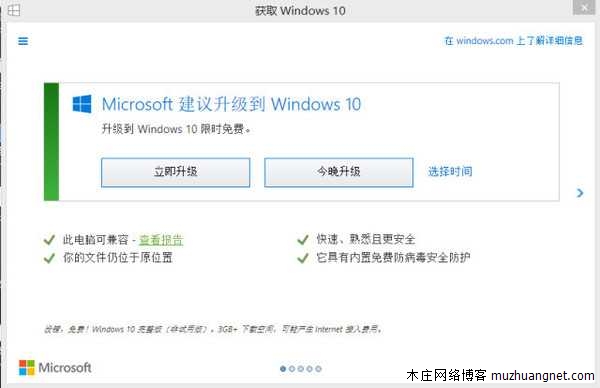 获取 Windows 10
在 windows.com 上了解详细信息
Microsoft 建议升级到 Windows 10
升级到 Windows 10 限时免费。
立即升级
今晚升级
选择时间
此电脑可兼容 - 查看报告
快速、熟悉且更安全
你的文件仍位于原位置
它具有内置免费防病毒安全防护
没错，免费！Windows 10 完整版（非试用版）。3GB+ 下载空间，可能产生 Internet 接入费用。
Microsoft
木庄网络博客 muzhuangnet.com